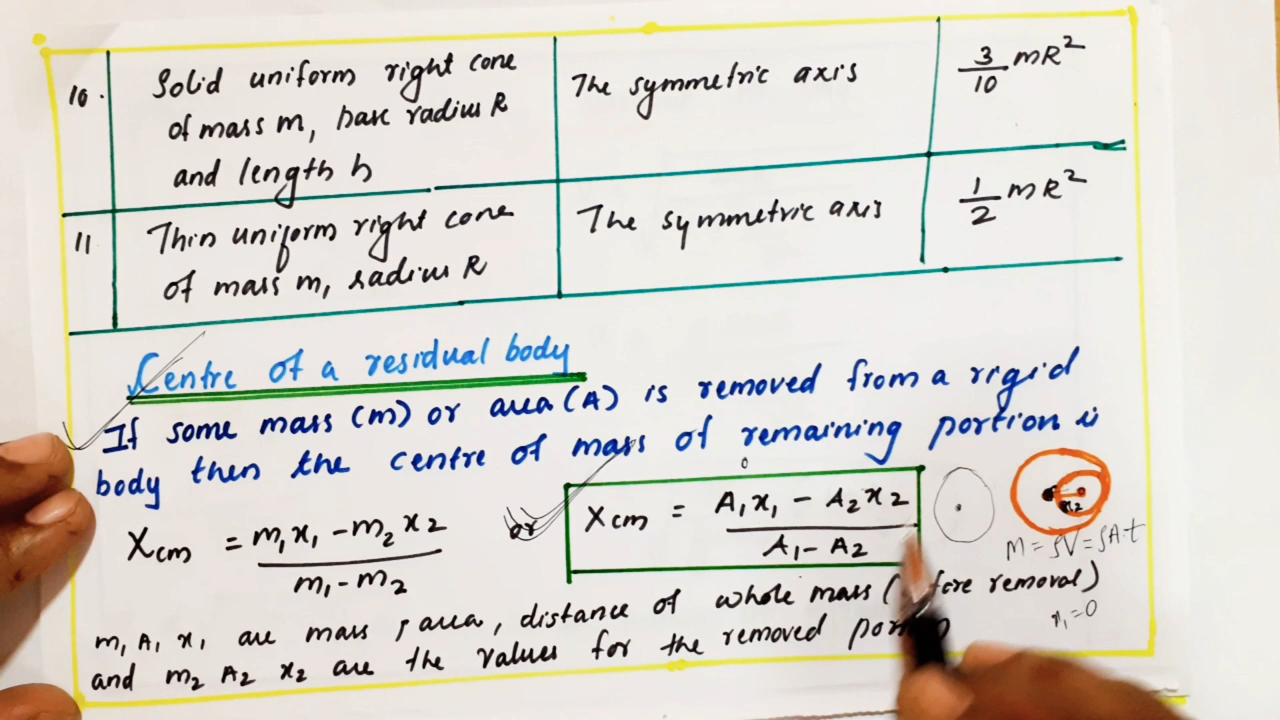 10. Solid uniform right cone of mass m, base radius R and length h The symmetric axis 3/10 mR²
11 Thin uniform right cone of mass m, radius R The symmetric axis 1/2 mR²
Centre of a residual body
If some mass (m) or area (A) is removed from a rigid
body then the centre of mass of remaining portion is
Xcm = m₁x₁ - m₂x₂ / m₁ - m₂ or Xcm = A₁x₁ - A₂x₂ / A₁ - A₂
x₂
M = ρV = ρA·t
m, A, x, are mass, area, distance of whole mass ( fore removal)
x₁ = 0
and m₂ A₂ x₂ are the values for the removed